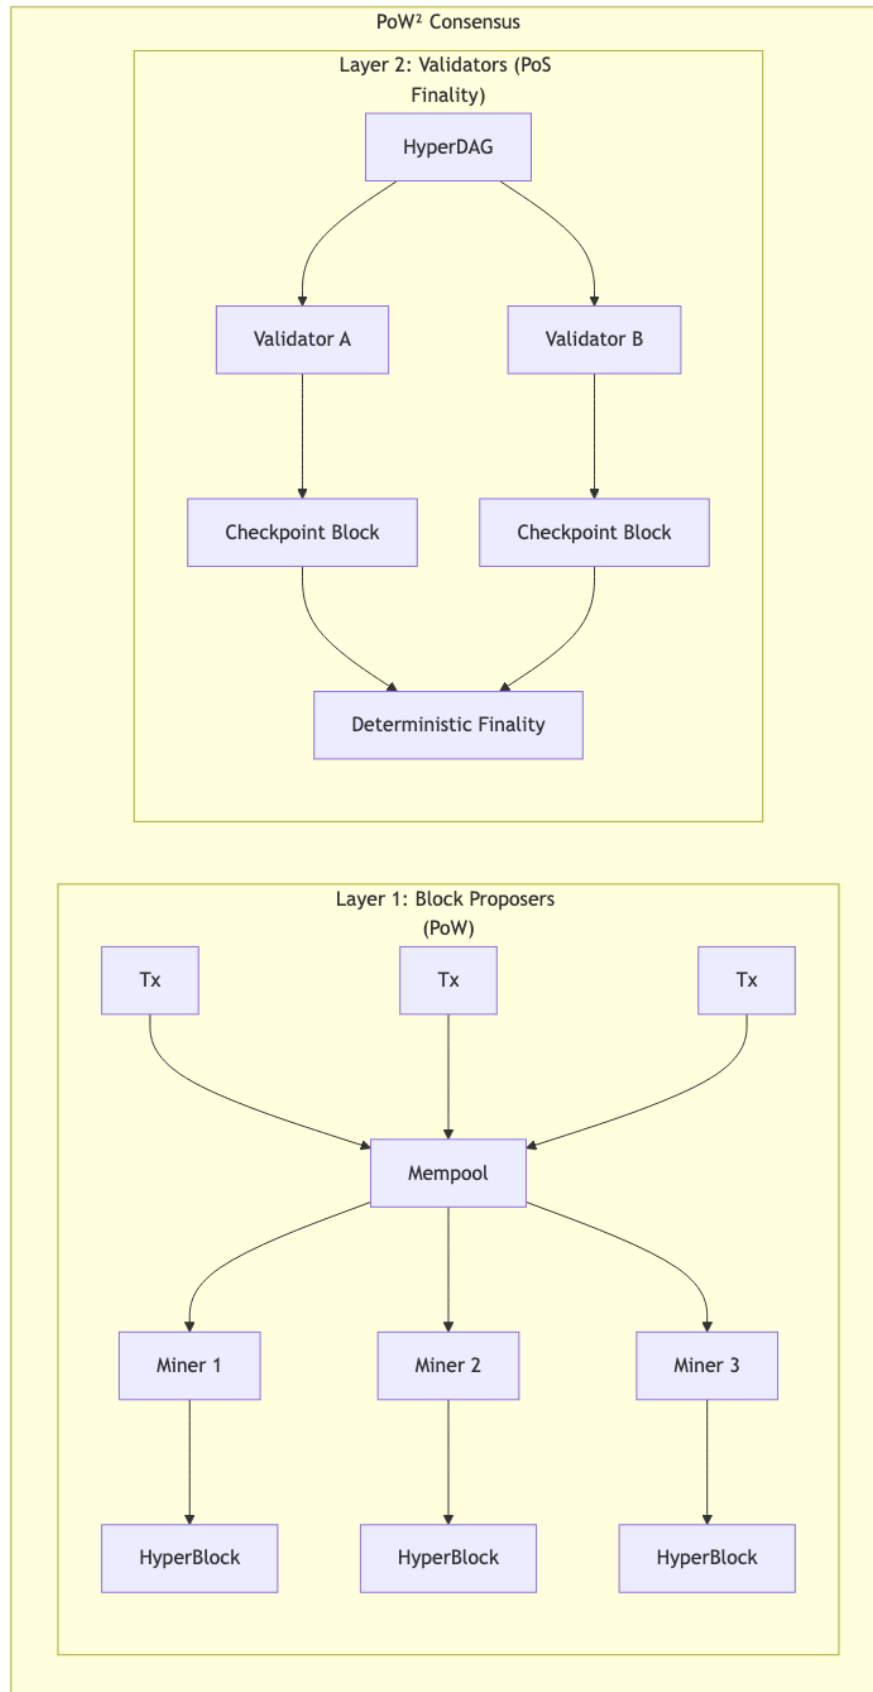 PoW² Consensus
Layer 2: Validators (PoS
Finality)
HyperDAG
Validator A
Validator B
Checkpoint Block
Checkpoint Block
Deterministic Finality
Layer 1: Block Proposers
(PoW)
Tx
Tx
Tx
Mempool
Miner 1
Miner 2
Miner 3
HyperBlock
HyperBlock
HyperBlock